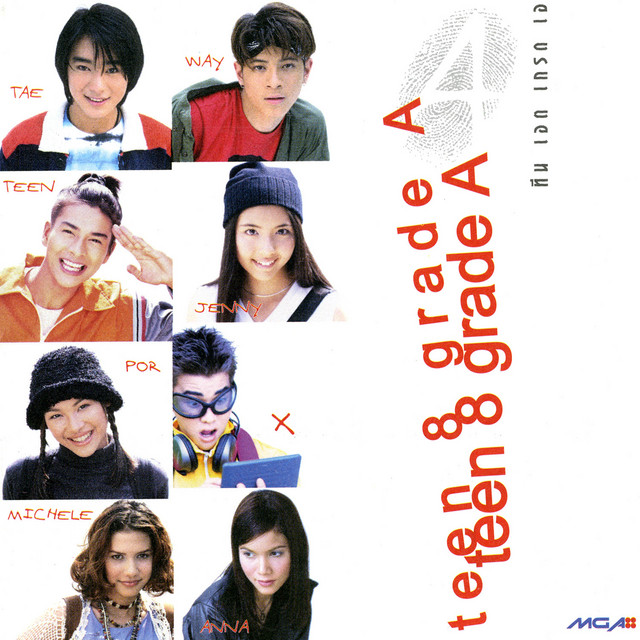 TAE
WAY
TEEN
JENNY
POR
X
MICHELE
ANNA
4
teen 8 grade A
teen 8 grade A
ทีน เอท เกรด เอ
MGA